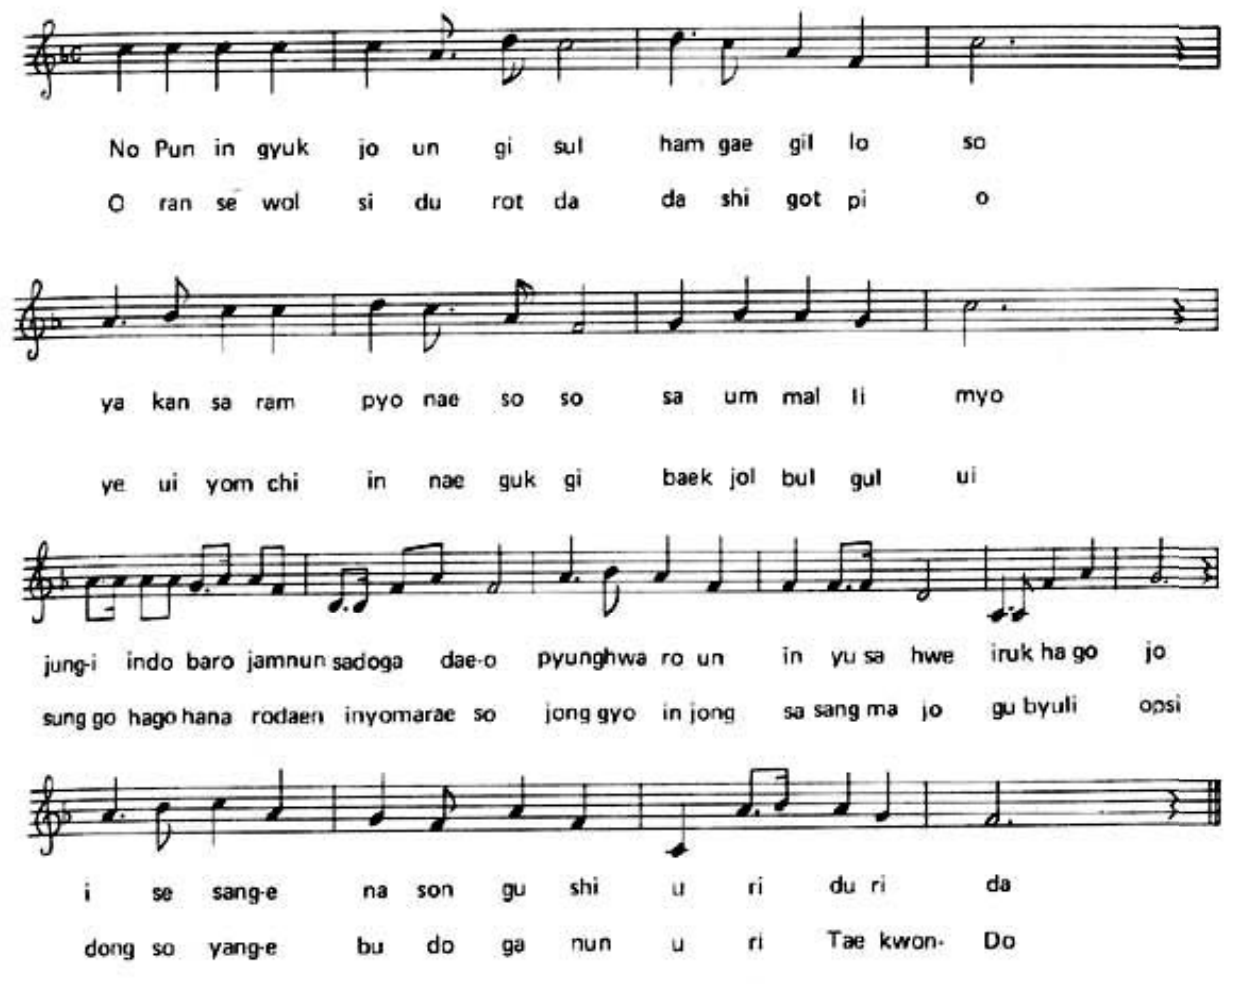 No Pun in gyuk jo un gi sul ham gae gil lo so
O ran se wol si du rot da da shi got pi o
ya kan sa ram pyo nae so so sa um mal li myo
ye ui yom chi in nae guk gi baek jol bul gul ui
jung-i indo baro jamnun sadoga dae-o pyunghwa ro un in yu sa hwe iruk ha go jo
sung go hago hana rodaen inyomarae so jong gyo in jong sa sang ma jo gu byuli opsi
i se sang-e na son gu shi u ri du ri da
dong so yang-e bu do ga nun u ri Tae kwon- Do